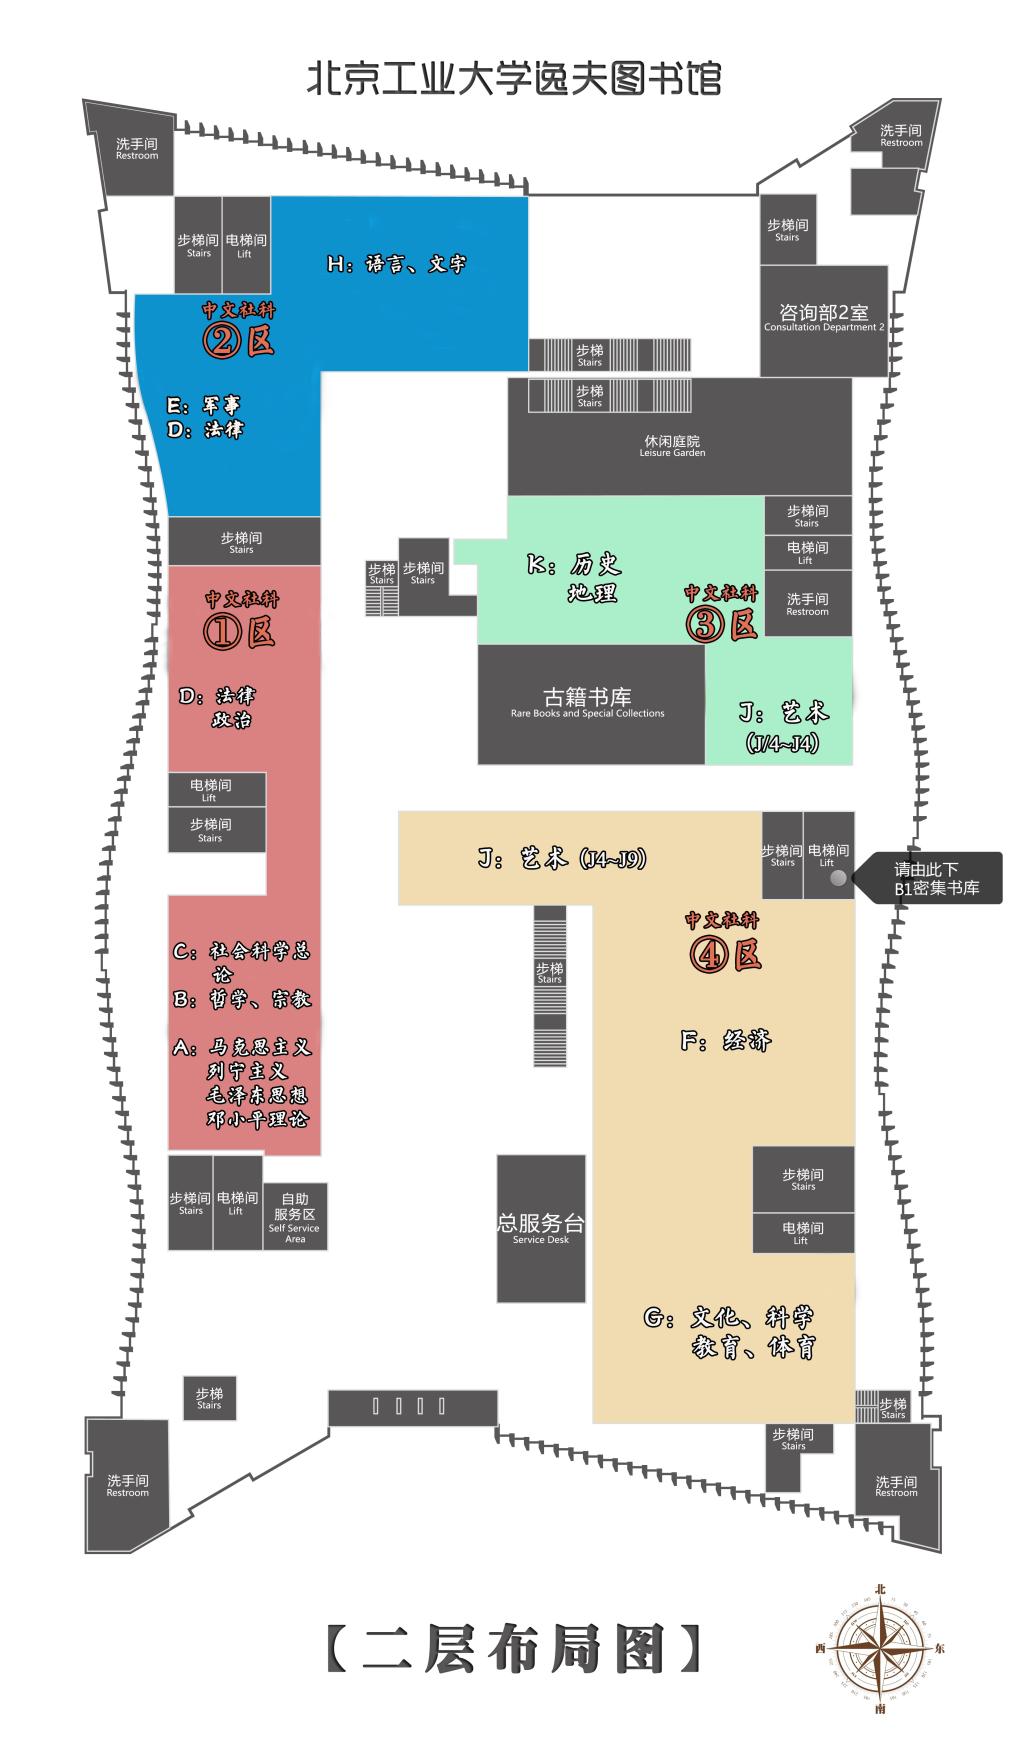 北京工业大学逸夫图书馆
洗手间
Restroom
洗手间
Restroom
步梯间
Stairs
电梯间
Lift
H：语言、文字
步梯间
Stairs
中文社科
②区
咨询部2室
Consultation Department 2
步梯
Stairs
E：军事
D：法律
步梯
Stairs
休闲庭院
Leisure Garden
步梯间
Stairs
步梯间
Stairs
电梯间
Lift
洗手间
Restroom
步梯
Stairs
步梯间
Stairs
K：历史
地理
中文社科
③区
中文社科
①区
D：法律
政治
古籍书库
Rare Books and Special Collections
J：艺术
(J/4~J4)
电梯间
Lift
步梯间
Stairs
J：艺术（J4~J9）
步梯间
Stairs
电梯间
Lift
请由此下
B1密集书库
中文社科
④区
C：社会科学总
论
B：哲学、宗教
步梯
Stairs
A：马克思主义
列宁主义
毛泽东思想
邓小平理论
F：经济
步梯间
Stairs
电梯间
Lift
自助
服务区
Self Service
Area
总服务台
Service Desk
步梯间
Stairs
电梯间
Lift
G：文化、科学
教育、体育
步梯
Stairs
步梯
Stairs
步梯间
Stairs
洗手间
Restroom
洗手间
Restroom
【二层布局图】
北
西
东
南